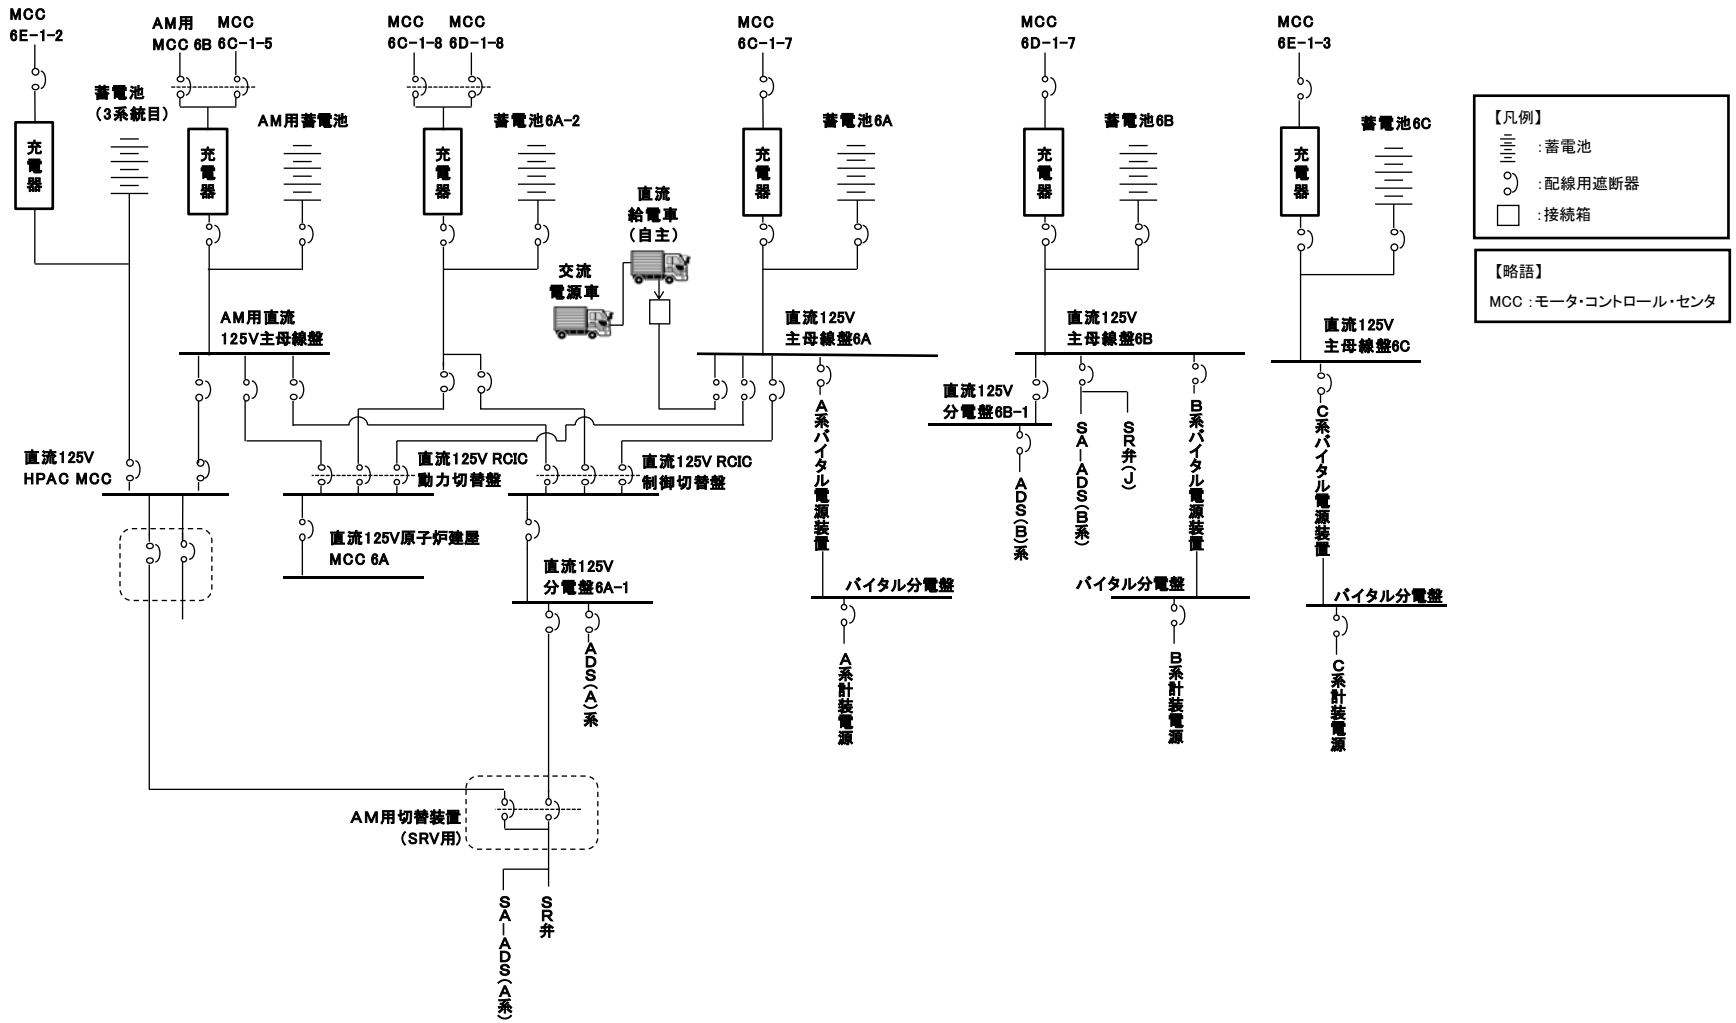 MCC
6E-1-2
AM用
MCC 6B
MCC
6C-1-5
MCC
6C-1-8
MCC
6D-1-8
MCC
6C-1-7
MCC
6D-1-7
MCC
6E-1-3
充電器
蓄電池
(3系統目)
充電器
AM用蓄電池
充電器
蓄電池6A-2
充電器
蓄電池6A
充電器
蓄電池6B
充電器
蓄電池6C
【凡例】
:蓄電池
:配線用遮断器
:接続箱
【略語】
MCC :モータ・コントロール・センタ
直流
給電車
(自主)
交流
電源車
AM用直流
125V主母線盤
直流125V
主母線盤6A
直流125V
主母線盤6B
直流125V
主母線盤6C
直流125V
分電盤6B-1
直流125V
HPAC MCC
直流125V RCIC
動力切替盤
直流125V RCIC
制御切替盤
A系バイタル電源装置
ADS(B)系
SA-ADS(B系)
SR弁(J)
B系バイタル電源装置
C系バイタル電源装置
直流125V原子炉建屋
MCC 6A
直流125V
分電盤6A-1
バイタル分電盤
バイタル分電盤
バイタル分電盤
ADS(A)系
A系計装電源
B系計装電源
C系計装電源
AM用切替装置
(SRV用)
SA-ADS(A系)
SR弁